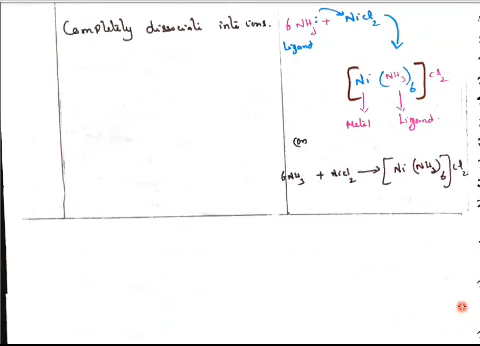 Completely dissociate into ions.
6 NH₃: + NiCl₂
Ligand
[Ni (NH₃)₆] Cl₂
Metal Ligand.
6NH₃ + NiCl₂ → [Ni (NH₃)₆] Cl₂